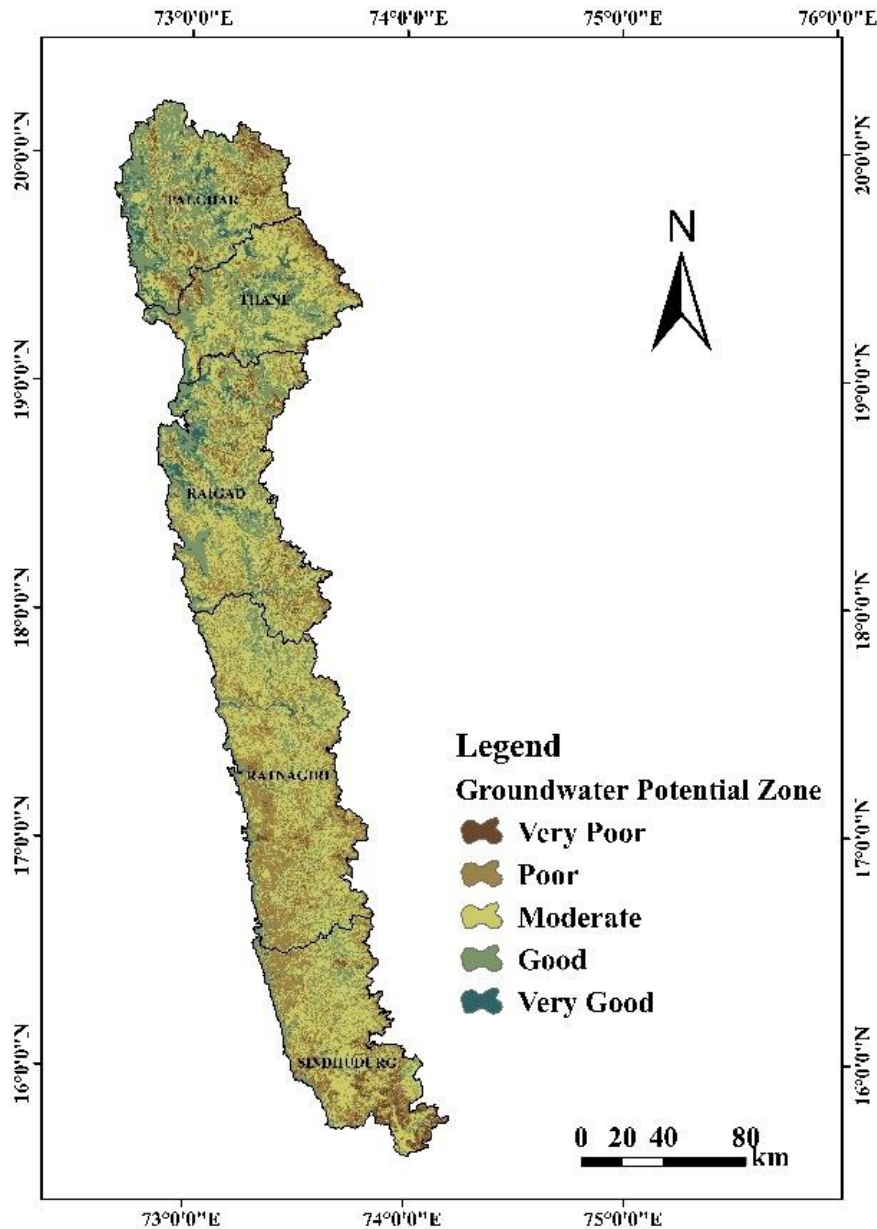 73°0'0"E 74°0'0"E 75°0'0"E 76°0'0"E
20°0'0"N 20°0'0"N
PALGHAR
N
THANE
19°0'0"N 19°0'0"N
RAIGAD
18°0'0"N 18°0'0"N
Legend
RATNAGIRI
Groundwater Potential Zone
Very Poor
17°0'0"N 17°0'0"N
Poor
Moderate
Good
Very Good
16°0'0"N 16°0'0"N
SINDHUDURG
0 20 40 80
km
73°0'0"E 74°0'0"E 75°0'0"E 76°0'0"E